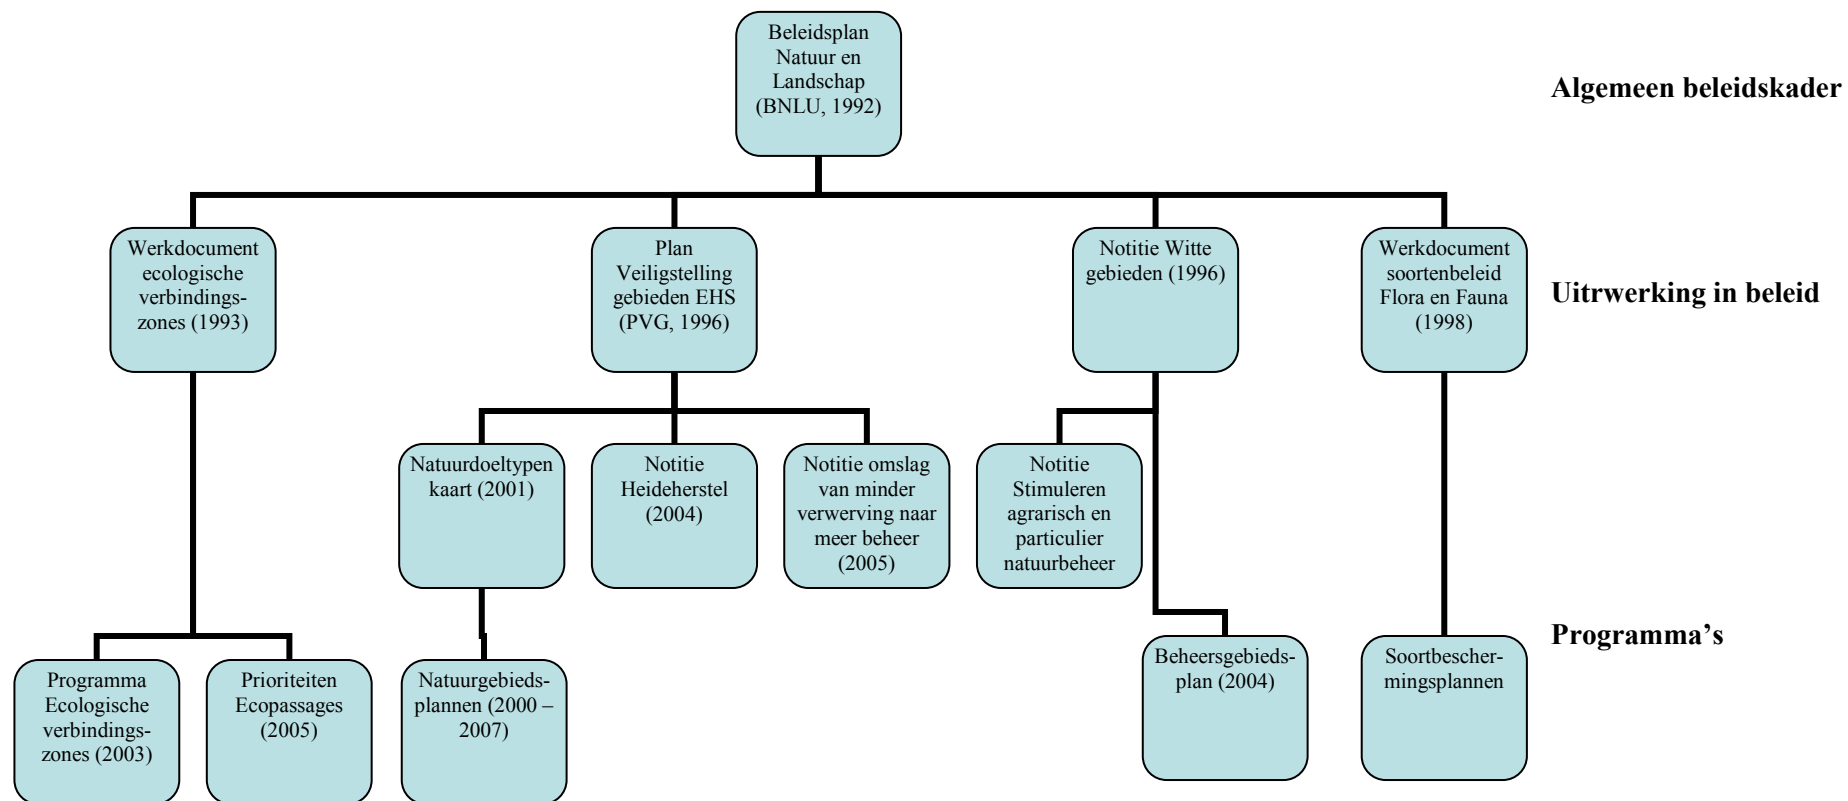 Beleidsplan
Natuur en
Landschap
(BNLU, 1992)
Algemeen beleidskader
Werkdocument
ecologische
verbindings-
zones (1993)
Plan
Veiligstelling
gebieden EHS
(PVG, 1996)
Notitie Witte
gebieden (1996)
Werkdocument
soortenbeleid
Flora en Fauna
(1998)
Uitrwerking in beleid
Natuurdoeltypen
kaart (2001)
Notitie
Heideherstel
(2004)
Notitie omslag
van minder
verwerving naar
meer beheer
(2005)
Notitie
Stimuleren
agrarisch en
particulier
natuurbeheer
Programma’s
Programma
Ecologische
verbindings-
zones (2003)
Prioriteiten
Ecopassages
(2005)
Natuurgebieds-
plannen (2000 –
2007)
Beheersgebieds-
plan (2004)
Soortbescher-
mingsplannen